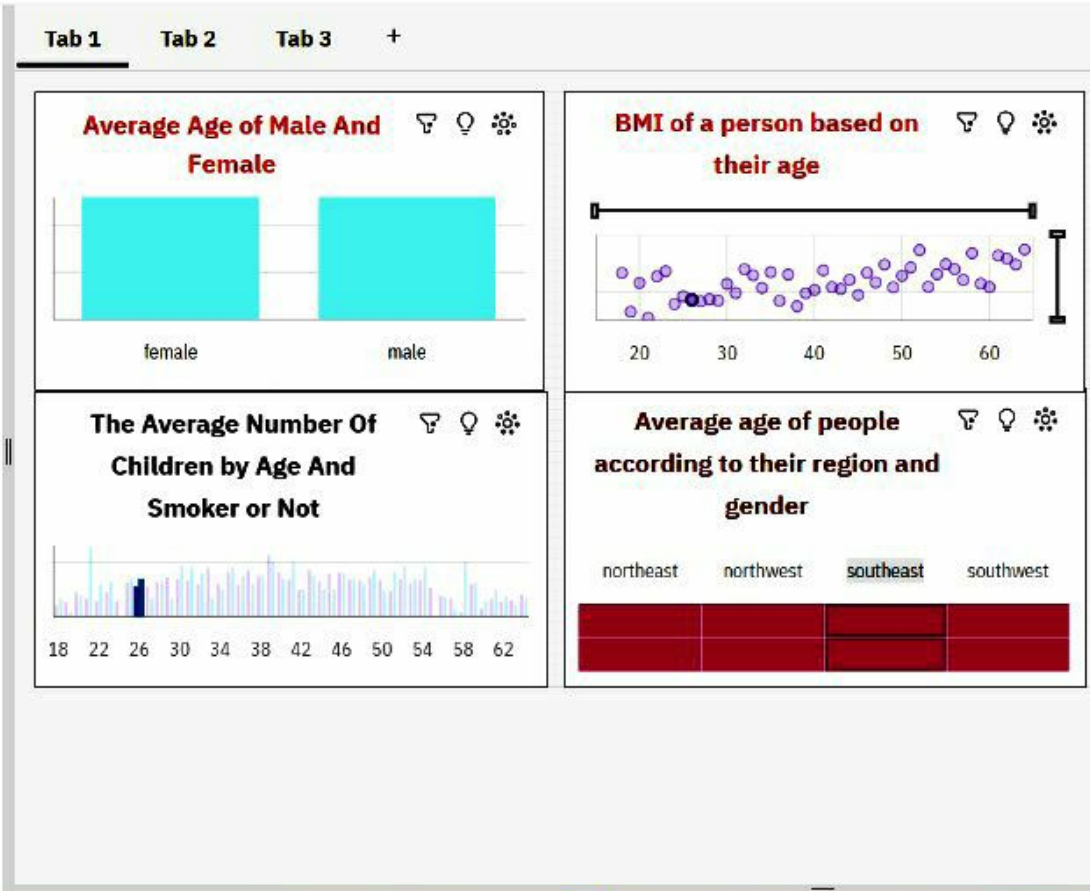 Tab 1 Tab 2 Tab 3 +
Average Age of Male And
Female
female male
BMI of a person based on
their age
20 30 40 50 60
The Average Number Of
Children by Age And
Smoker or Not
18 22 26 30 34 38 42 46 50 54 58 62
Average age of people
according to their region and
gender
northeast northwest southeast southwest